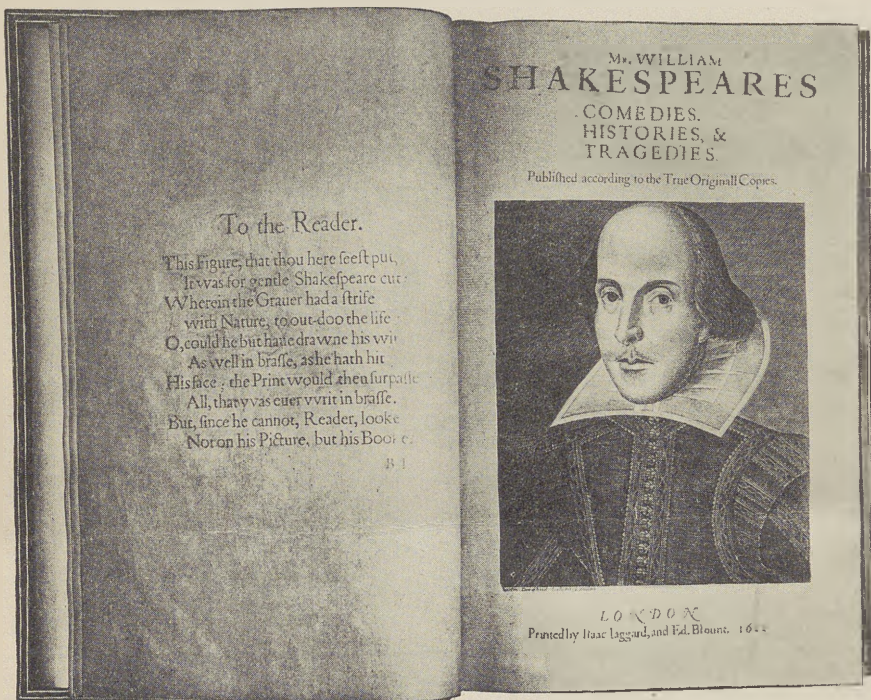 To the Reader.
This Figure, that thou here seest put,
It was for gentle Shakespeare cut
Wherein the Grauer had a strife
with Nature, to out-doo the life
O, could he but haue drawne his wit
As well in brasse, as he hath hit
His face; the Print would then surpasse
All, that vvas euer vvrit in brasse.
But, since he cannot, Reader, looke
Not on his Picture, but his Booke.
B I
Mr. WILLIAM
SHAKESPEARES
COMEDIES.
HISTORIES, &
TRAGEDIES.
Published according to the True Originall Copies.
LONDON
Printed by Isaac Iaggard, and Ed. Blount.